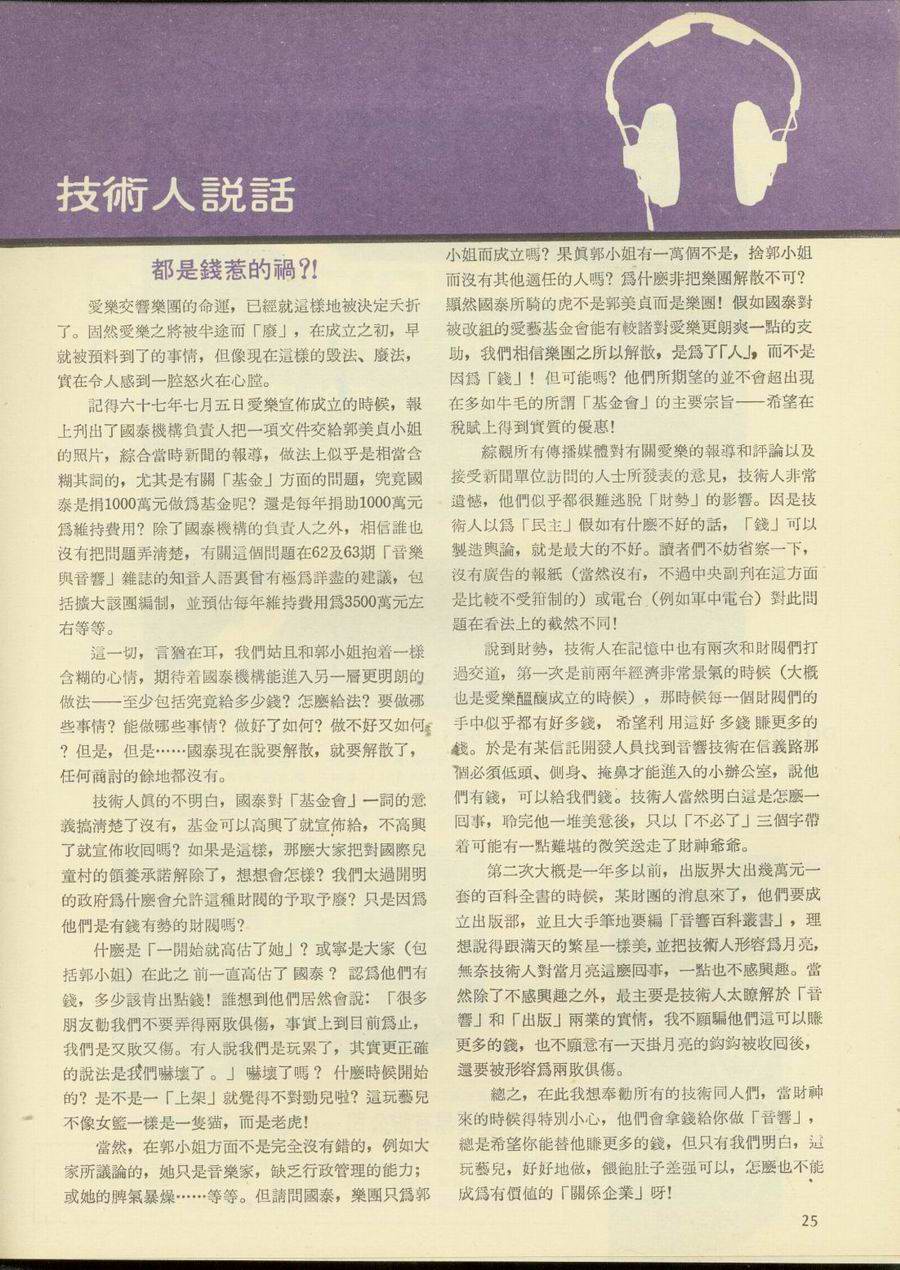 技術人説話
都是錢惹的禍?!
愛樂交響樂團的命運，已經就這樣地被決定夭折
了。固然愛樂之將被半途而「廢」，在成立之初，早
就被預料到了的事情，但像現在這樣的毁法、廢法，
實在令人感到一腔怒火在心膛。
記得六十七年七月五日愛樂宣佈成立的時候，報
上刋出了國泰機構負責人把一項文件交給郭美貞小姐
的照片，綜合當時新聞的報導，做法上似乎是相當含
糊其詞的，尤其是有關「基金」方面的問題，究竟國
泰是捐1000萬元做爲基金呢？還是每年捐助1000萬元
爲維持費用？除了國泰機構的負責人之外，相信誰也
沒有把問題弄淸楚，有關這個問題在62及63期「音樂
與音響」雜誌的知音人語裏曾有極爲詳盡的建議，包
括擴大該團編制，並預估每年維持費用爲3500萬元左
右等等。
這一切，言猶在耳，我們姑且和郭小姐抱着一樣
含糊的心情，期待着國泰機構能進入另一層更明朗的
做法——至少包括究竟給多少錢？怎麽給法？要做哪
些事情？能做哪些事情？做好了如何？做不好又如何
？但是，但是……國泰現在說要解散，就要解散了，
任何商討的餘地都沒有。
技術人眞的不明白，國泰對「基金會」一詞的意
義搞淸楚了沒有，基金可以高興了就宣佈給，不高興
了就宣佈收回嗎？如果是這樣，那麽大家把對國際兒
童村的領養承諾解除了，想想會怎樣？我們太過開明
的政府爲什麽會允許這種財閥的予取予廢？只是因爲
他們是有錢有勢的財閥嗎？
什麽是「一開始就高估了她」？或寧是大家（包
括郭小姐）在此之前一直高估了國泰？認爲他們有
錢，多少該肯出點錢！誰想到他們居然會說：「很多
朋友勸我們不要弄得兩敗俱傷，事實上到目前爲止，
我們是又敗又傷。有人說我們是玩累了，其實更正確
的說法是我們嚇壞了。」嚇壞了嗎？什麽時候開始
的？是不是一「上架」就覺得不對勁兒啦？這玩藝兒
不像女籃一樣是一隻猫，而是老虎！
當然，在郭小姐方面不是完全沒有錯的，例如大
家所議論的，她只是音樂家，缺乏行政管理的能力；
或她的脾氣暴燥……等等。但請問國泰，樂團只爲郭
小姐而成立嗎？果眞郭小姐有一萬個不是，捨郭小姐
而沒有其他適任的人嗎？爲什麽非把樂團解散不可？
顯然國泰所騎的虎不是郭美貞而是樂團！假如國泰對
被改組的愛藝基金會能有較諸對愛樂更朗爽一點的支
助，我們相信樂團之所以解散，是爲了「人」，而不是
因爲「錢」！但可能嗎？他們所期望的並不會超出現
在多如牛毛的所謂「基金會」的主要宗旨——希望在
稅賦上得到實質的優惠！
綜觀所有傳播媒體對有關愛樂的報導和評論以及
接受新聞單位訪問的人士所發表的意見，技術人非常
遺憾，他們似乎都很難逃脫「財勢」的影響。因是技
術人以爲「民主」假如有什麽不好的話，「錢」可以
製造輿論，就是最大的不好。讀者們不妨省察一下，
沒有廣告的報紙（當然沒有，不過中央副刋在這方面
是比較不受箝制的）或電台（例如軍中電台）對此問
題在看法上的截然不同！
說到財勢，技術人在記憶中也有兩次和財閥們打
過交道，第一次是前兩年經濟非常景氣的時候（大槪
也是愛樂醞釀成立的時候），那時候每一個財閥們的
手中似乎都有好多錢，希望利用這好多錢賺更多的
錢。於是有某信託開發人員找到音響技術在信義路那
個必須低頭、側身、掩鼻才能進入的小辦公室，說他
們有錢，可以給我們錢。技術人當然明白這是怎麽一
回事，聆完他一堆美意後，只以「不必了」三個字帶
着可能有一點難堪的微笑送走了財神爺爺。
第二次大槪是一年多以前，出版界大出幾萬元一
套的百科全書的時候，某財團的消息來了，他們要成
立出版部，並且大手筆地要編「音響百科叢書」，理
想說得跟滿天的繁星一樣美，並把技術人形容爲月亮，
無奈技術人對當月亮這麽回事，一點也不感興趣。當
然除了不感興趣之外，最主要是技術人太瞭解於「音
響」和「出版」兩業的實情，我不願騙他們這可以賺
更多的錢，也不願意有一天掛月亮的鈎鈎被收回後，
還要被形容爲兩敗俱傷。
總之，在此我想奉勸所有的技術同人們，當財神
來的時候得特別小心，他們會拿錢給你做「音響」，
總是希望你能替他賺更多的錢，但只有我們明白，這
玩藝兒，好好地做，餵飽肚子差强可以，怎麽也不能
成爲有價値的「關係企業」呀！
25